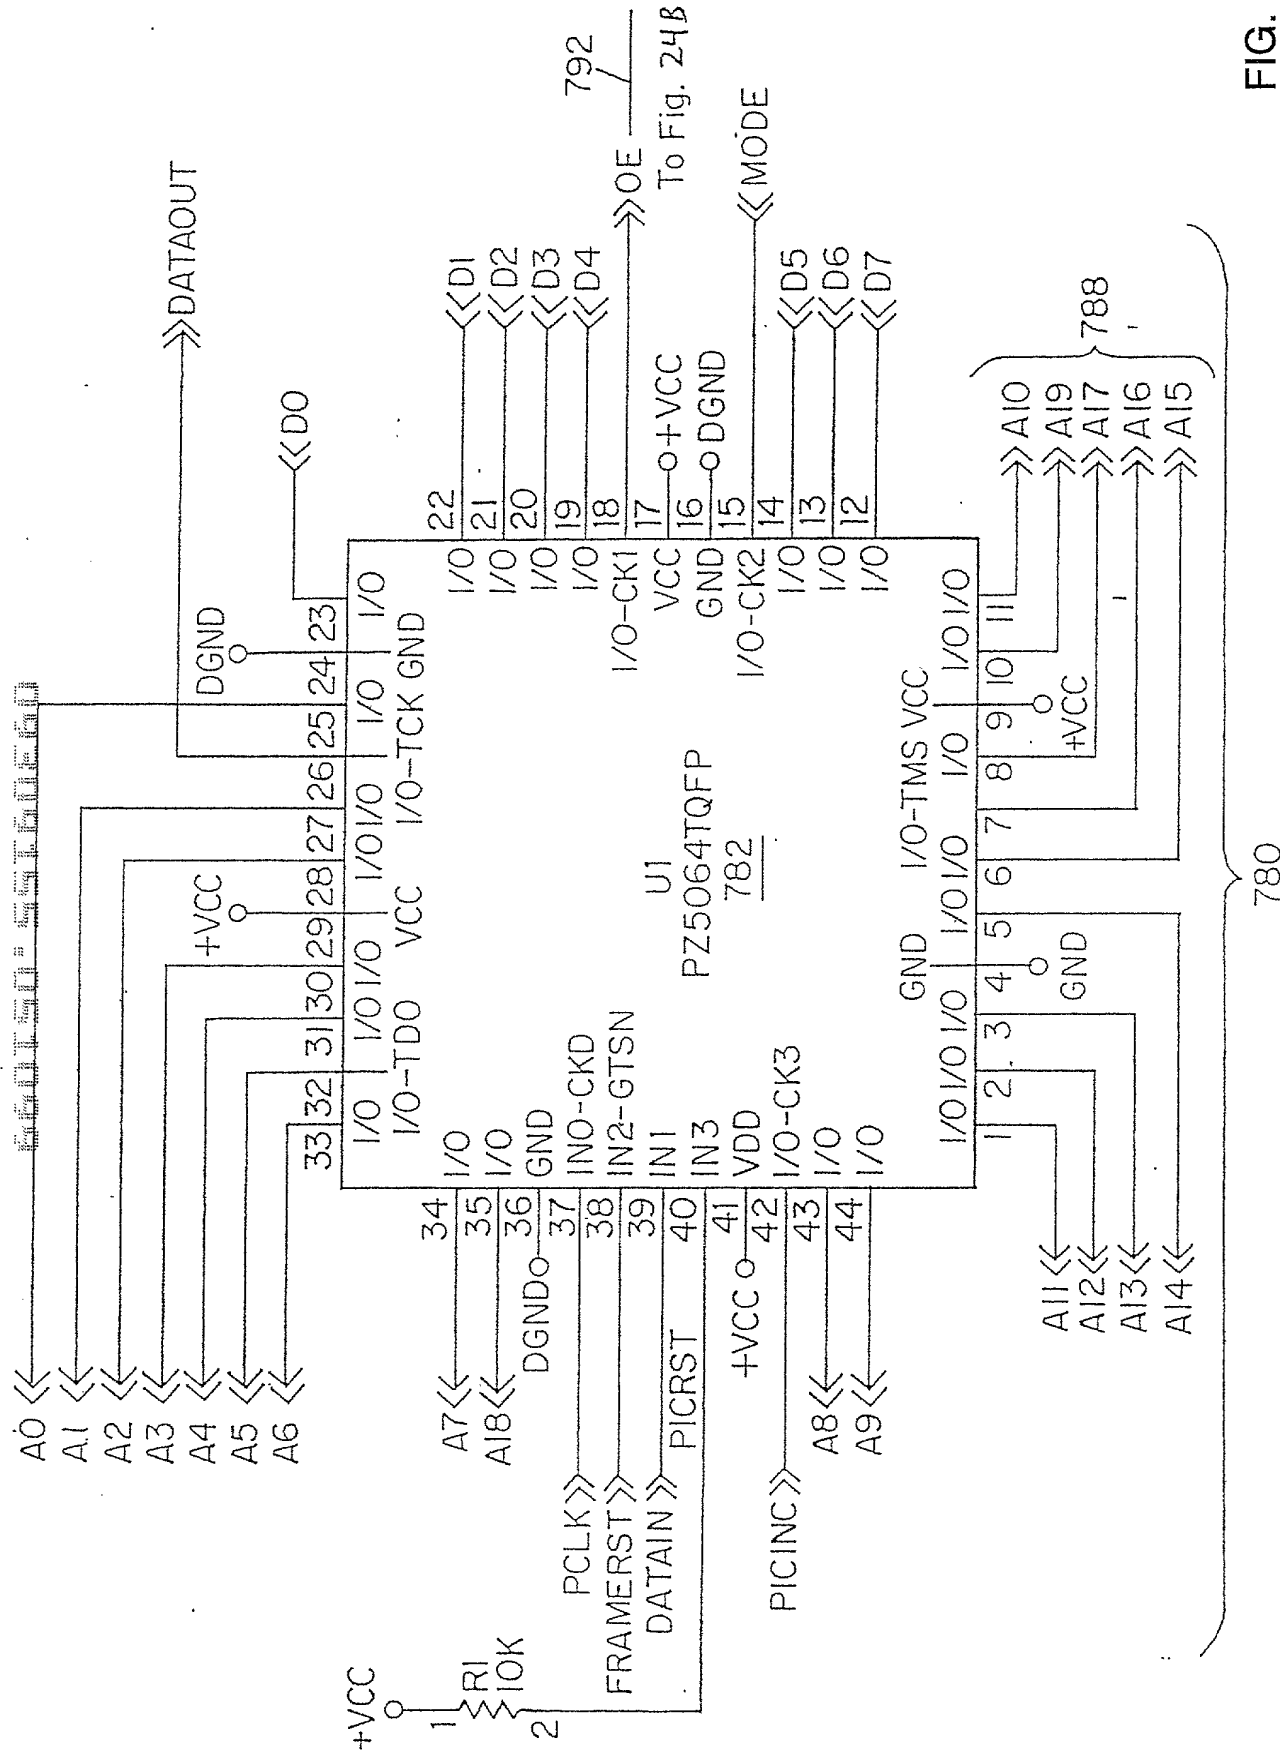 A0
A1
A2
A3
A4
A5
A6
DATAOUT
+VCC
DGND
D0
33 32 31 30 29 28 27 26 25 24 23
I/O I/O I/O I/O I/O I/O I/O I/O
I/O-TDO VCC I/O-TCK GND
+VCC
1
R1
10K
2
A7 34 I/O
A18 35 I/O
DGND 36 GND
PCLK 37 IN0-CKD
FRAMERST 38 IN2-GTSN
DATAIN 39 IN1
PICRST 40 IN3
+VCC 41 VDD
PICINC 42 I/O-CK3
A8 43 I/O
A9 44 I/O
U1
PZ5064TQFP
782
I/O 22 D1
I/O 21 D2
I/O 20 D3
I/O 19 D4
I/O-CK1 18 OE
792
To Fig. 24B
VCC 17 +VCC
GND 16 DGND
I/O-CK2 15 MODE
I/O 14 D5
I/O 13 D6
I/O 12 D7
GND I/O-TMS VCC
I/O I/O I/O I/O I/O I/O I/O I/O
1 2 3 4 5 6 7 8 9 10 11
GND
+VCC
A11
A12
A13
A14
A10
A19
A17
A16
A15
788
780
FIG.